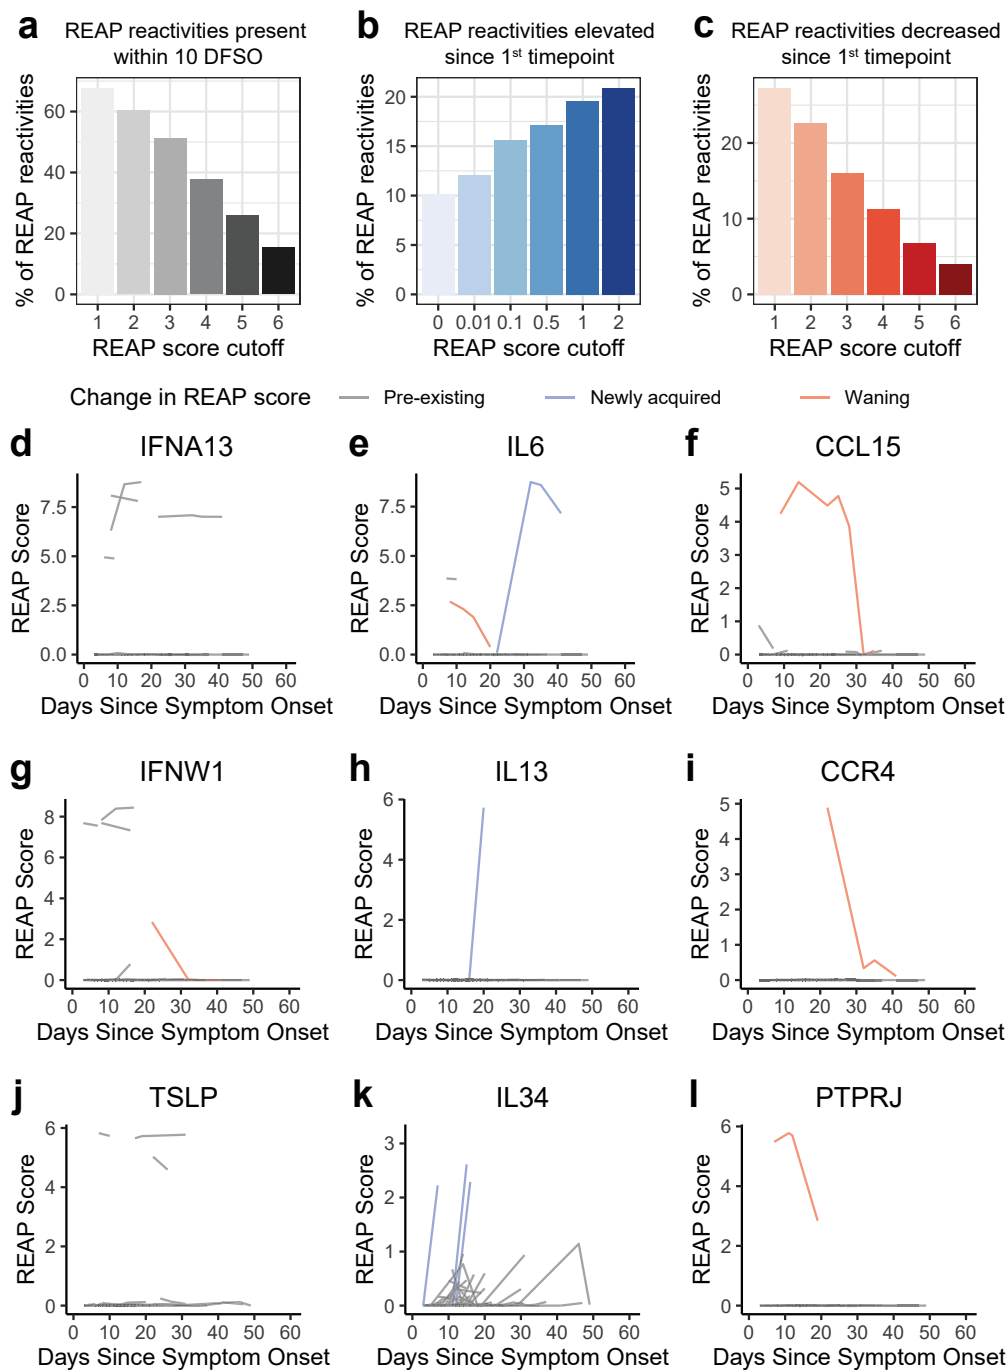 a REAP reactivities present
within 10 DFSO
% of REAP reactivities
60
40
20
0
1 2 3 4 5 6
REAP score cutoff
b REAP reactivities elevated
since 1st timepoint
% of REAP reactivities
20
15
10
5
0
0 0.01 0.1 0.5 1 2
REAP score cutoff
c REAP reactivities decreased
since 1st timepoint
% of REAP reactivities
20
10
0
1 2 3 4 5 6
REAP score cutoff
Change in REAP score Pre-existing Newly acquired Waning
d IFNA13
REAP Score
7.5
5.0
2.5
0.0
0 10 20 30 40 50 60
Days Since Symptom Onset
e IL6
REAP Score
7.5
5.0
2.5
0.0
0 10 20 30 40 50 60
Days Since Symptom Onset
f CCL15
REAP Score
5
4
3
2
1
0
0 10 20 30 40 50 60
Days Since Symptom Onset
g IFNW1
REAP Score
8
6
4
2
0
0 10 20 30 40 50 60
Days Since Symptom Onset
h IL13
REAP Score
6
4
2
0
0 10 20 30 40 50 60
Days Since Symptom Onset
i CCR4
REAP Score
5
4
3
2
1
0
0 10 20 30 40 50 60
Days Since Symptom Onset
j TSLP
REAP Score
6
4
2
0
0 10 20 30 40 50 60
Days Since Symptom Onset
k IL34
REAP Score
3
2
1
0
0 10 20 30 40 50 60
Days Since Symptom Onset
l PTPRJ
REAP Score
6
4
2
0
0 10 20 30 40 50 60
Days Since Symptom Onset